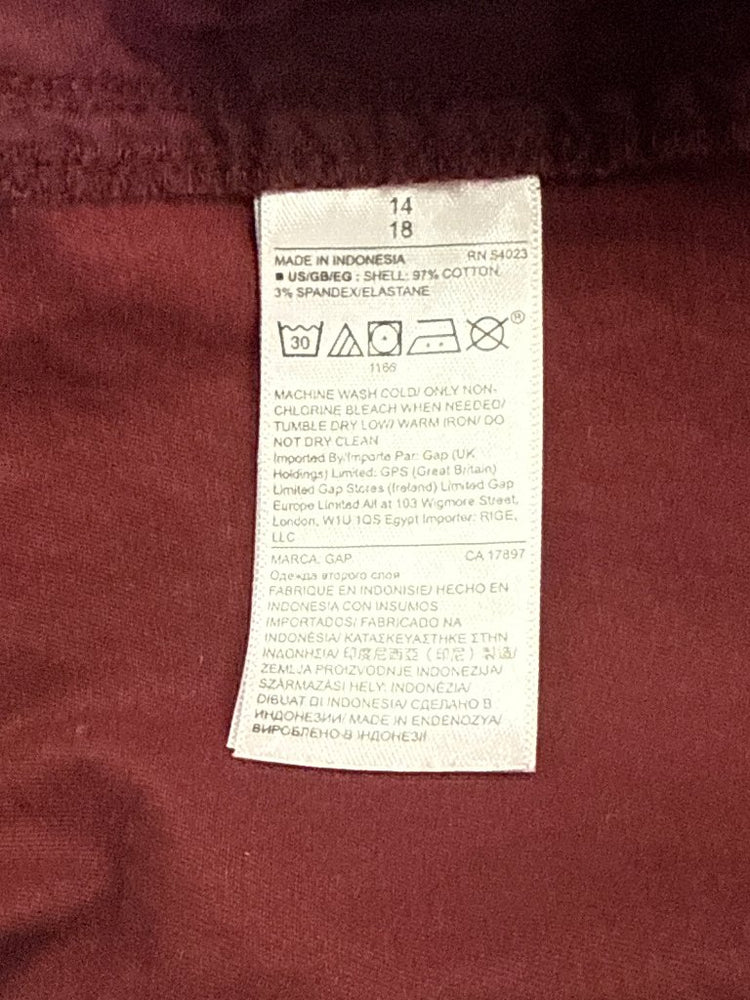 14
18
MADE IN INDONESIA RN 54023
■ US/GB/EG : SHELL: 97% COTTON,
3% SPANDEX/ELASTANE
30 ®
1166
MACHINE WASH COLD/ ONLY NON-
CHLORINE BLEACH WHEN NEEDED/
TUMBLE DRY LOW/ WARM IRON/ DO
NOT DRY CLEAN
Imported By/Importe Par: Gap (UK
Holdings) Limited: GPS (Great Britain)
Limited Gap Stores (Ireland) Limited Gap
Europe Limited All at 103 Wigmore Street,
London, W1U 1QS Egypt Importer: RIGE,
LLC
MARCA: GAP CA 17897
Одежда второго слоя
FABRIQUE EN INDONISIE/ HECHO EN
INDONESIA CON INSUMOS
IMPORTADOS/ FABRICADO NA
INDONÉSIA/ ΚΑΤΑΣΚΕΥΑΣΤΗΚΕ ΣΤΗΝ
ΙΝΔΟΝΗΣΙΑ/ 印度尼西亞 (印尼) 製造/
ZEMLJA PROIZVODNJE INDONEZIJA/
SZÁRMAZÁSI HELY: INDONÉZIA/
DIBUAT DI INDONESIA/ СДЕЛАНО В
ИНДОНЕЗИИ/ MADE IN ENDENOZYA/
ВИРОБЛЕНО В ІНДОНЕЗІЇ